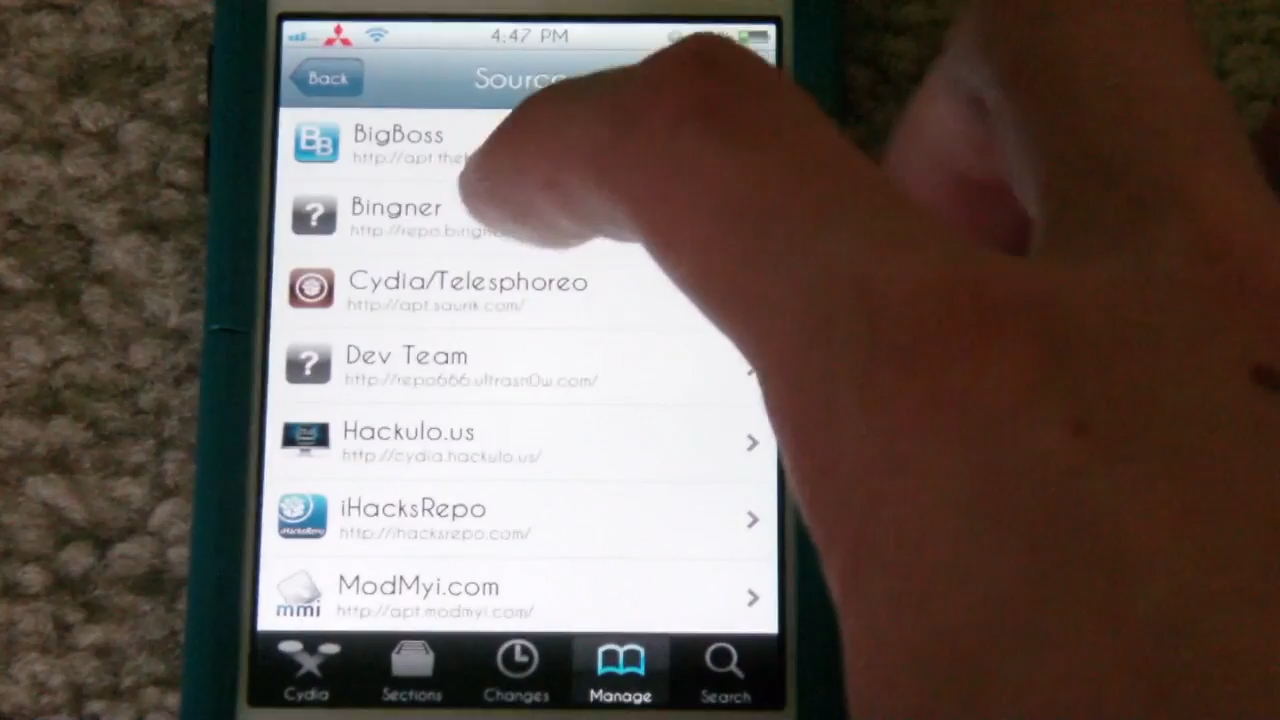 4:47 PM
Back
BB
BigBoss
?
Bingner
Cydia/Telesphoreo
http://apt.saurik.com/
?
Dev Team
http://repo666.ultrasn0w.com/
Hackulo.us
http://cydia.hackulo.us/
iHacksRepo
http://ihacksrepo.com/
ModMyi.com
mmi
http://apt.modmyi.com/
Cydia
Sections
Changes
Manage
Search